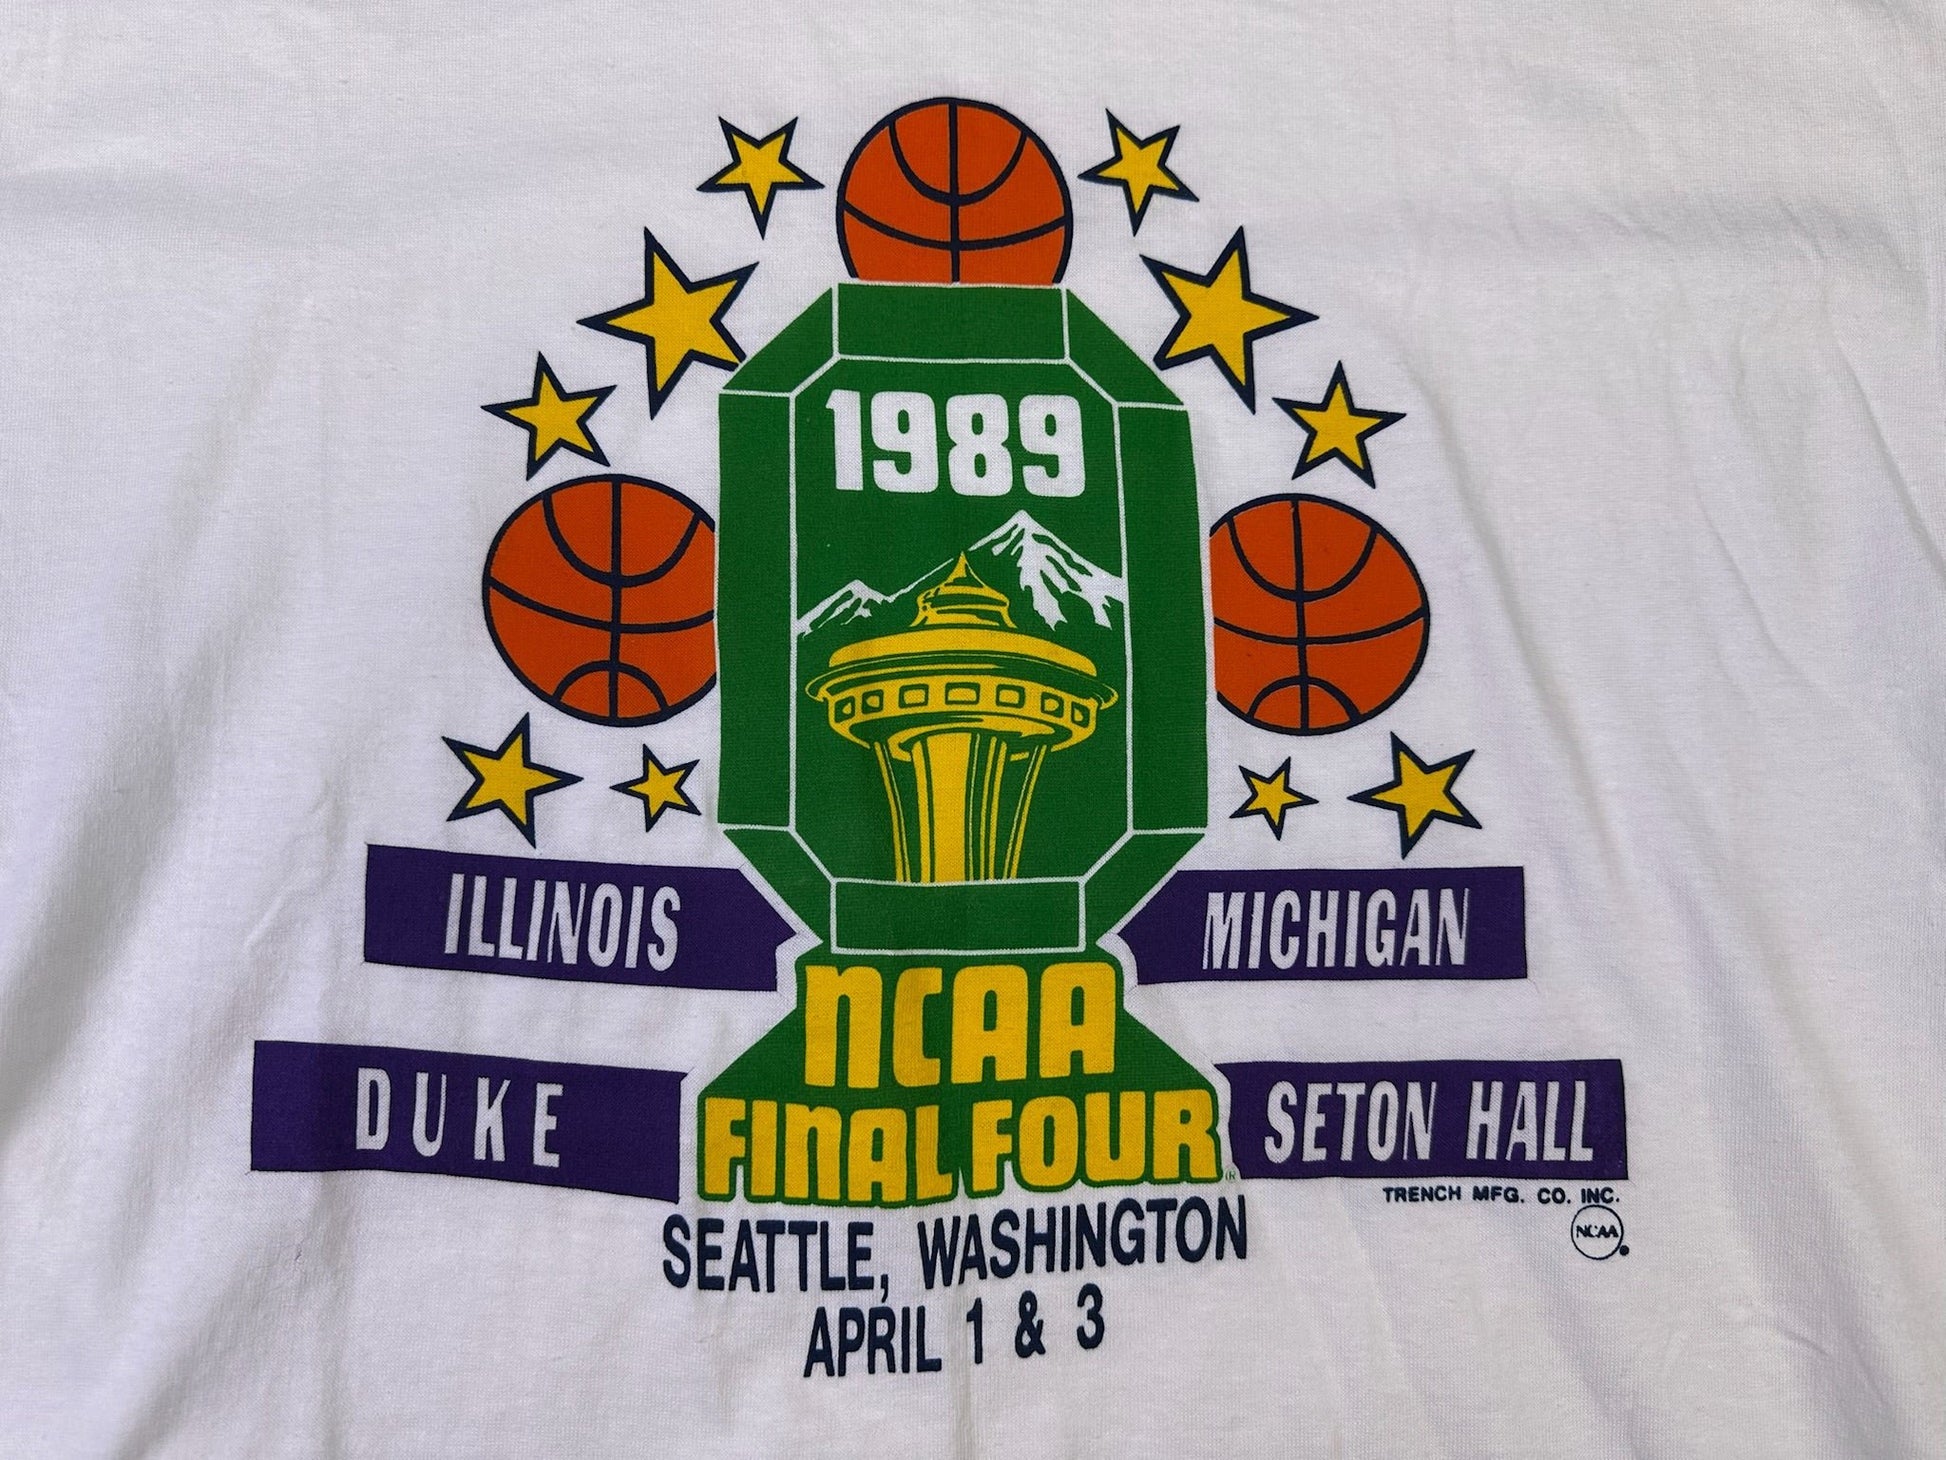 1989
ILLINOIS
MICHIGAN
NCAA
DUKE
FINAL FOUR®
SETON HALL
TRENCH MFG. CO. INC.
NCAA
SEATTLE, WASHINGTON
APRIL 1 & 3